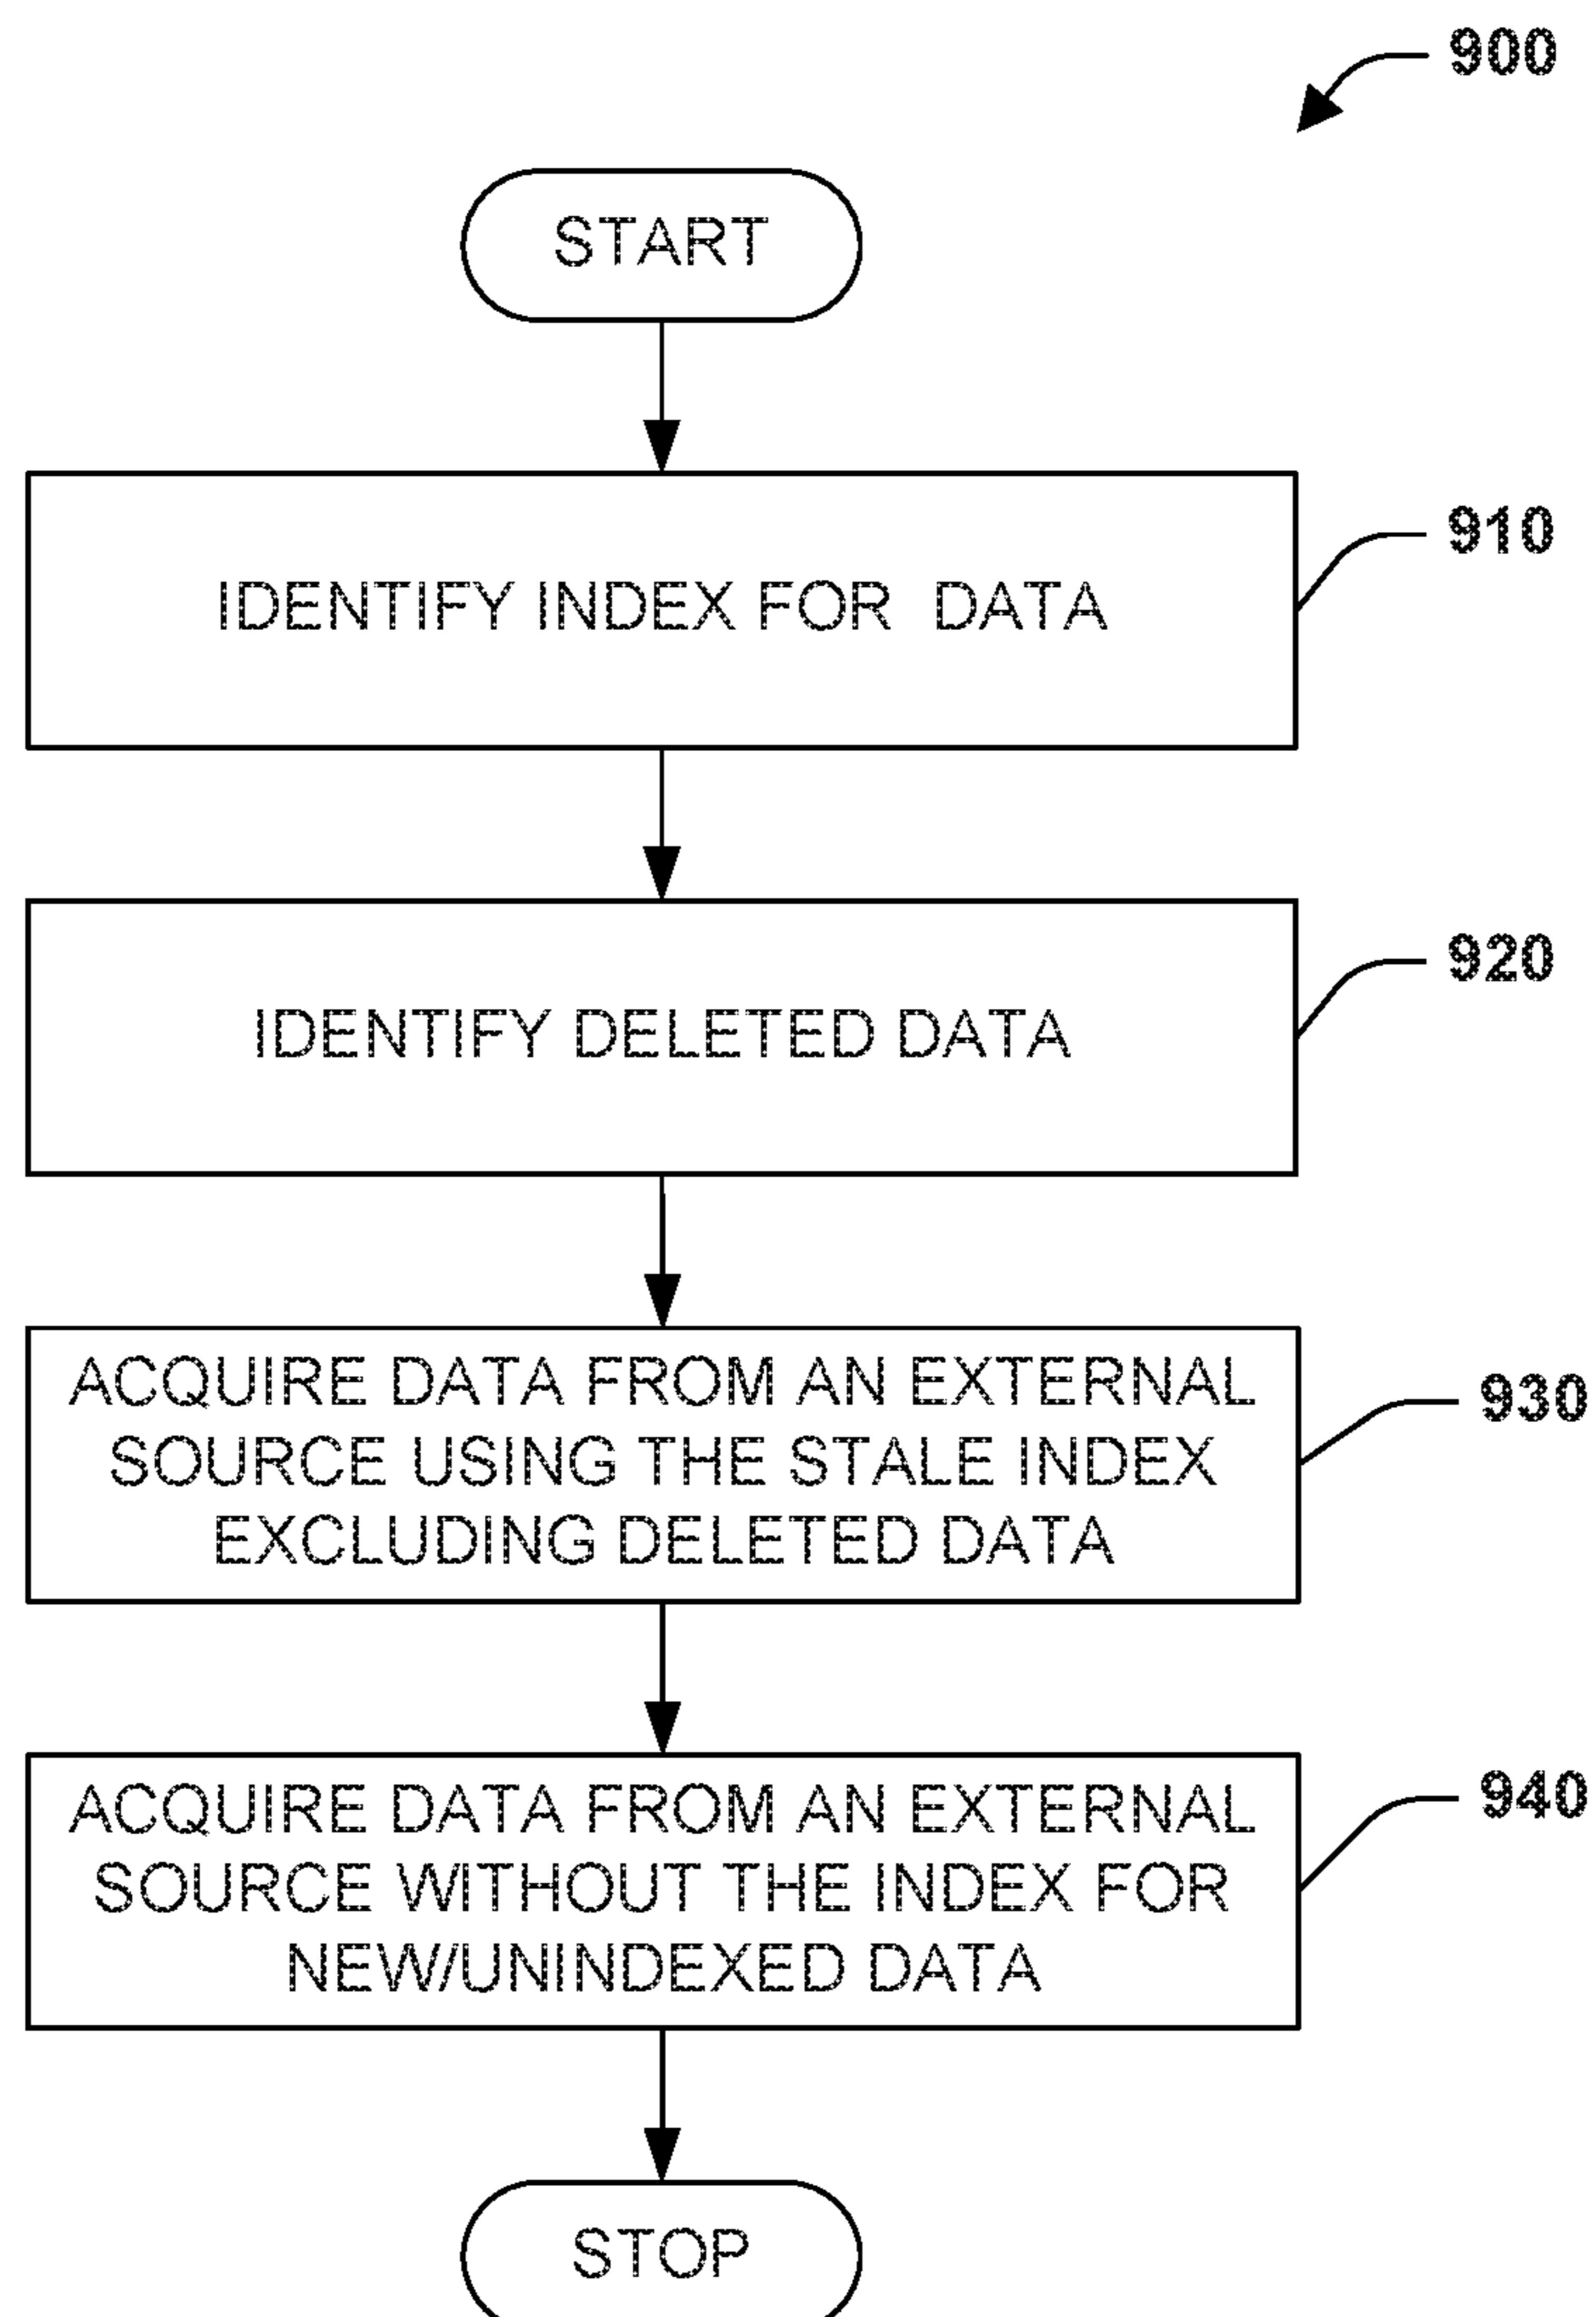 900
START
IDENTIFY INDEX FOR DATA
910
IDENTIFY DELETED DATA
920
ACQUIRE DATA FROM AN EXTERNAL
SOURCE USING THE STALE INDEX
EXCLUDING DELETED DATA
930
ACQUIRE DATA FROM AN EXTERNAL
SOURCE WITHOUT THE INDEX FOR
NEW/UNINDEXED DATA
940
STOP